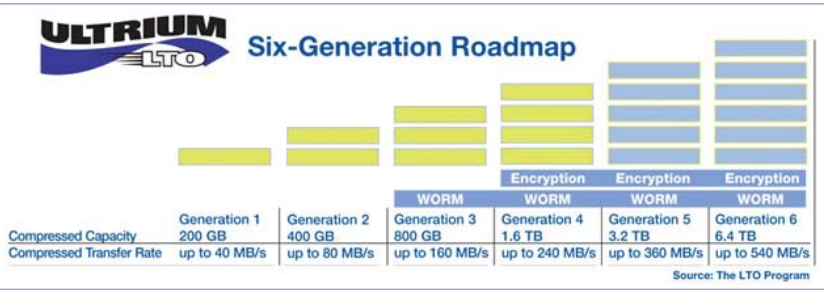 ULTRIUM
LTO
Six-Generation Roadmap
Encryption Encryption Encryption
WORM WORM WORM WORM
Generation 1 Generation 2 Generation 3 Generation 4 Generation 5 Generation 6
Compressed Capacity 200 GB 400 GB 800 GB 1.6 TB 3.2 TB 6.4 TB
Compressed Transfer Rate up to 40 MB/s up to 80 MB/s up to 160 MB/s up to 240 MB/s up to 360 MB/s up to 540 MB/s
Source: The LTO Program